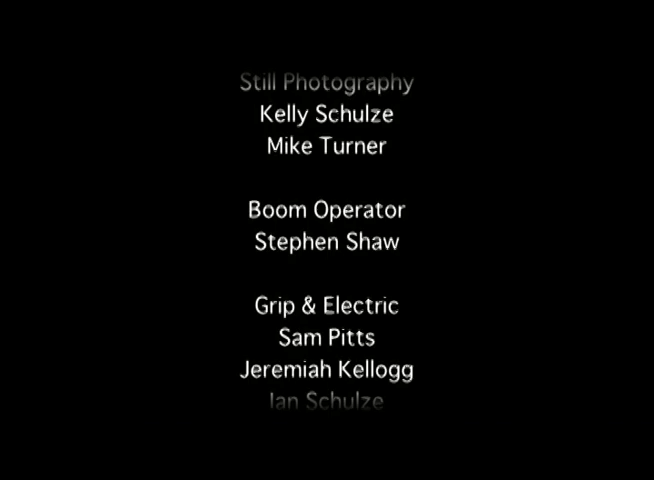 Still Photography
Kelly Schulze
Mike Turner
Boom Operator
Stephen Shaw
Grip & Electric
Sam Pitts
Jeremiah Kellogg
Ian Schulze